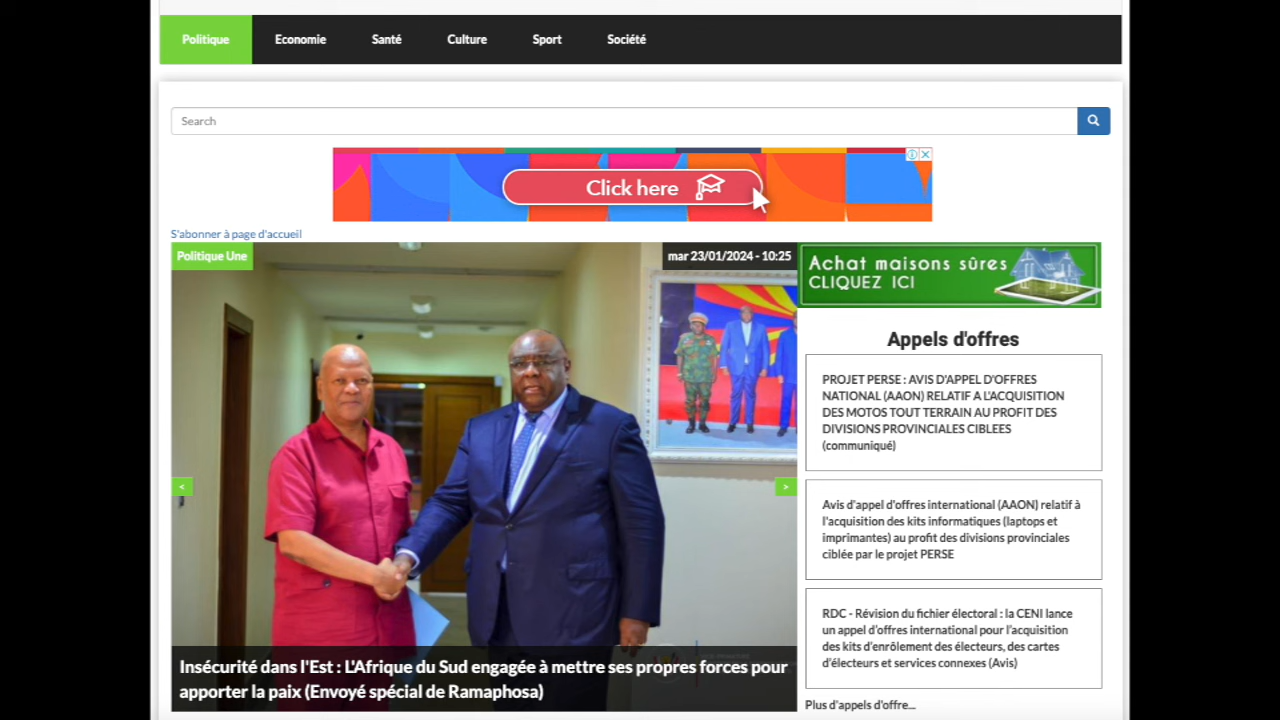 Politique
Economie
Santé
Culture
Sport
Société
Search
Click here
S'abonner à page d'accueil
Politique Une
mar 23/01/2024 - 10:25
Achat maisons sûres
CLIQUEZ ICI
Appels d'offres
PROJET PERSE : AVIS D'APPEL D'OFFRES
NATIONAL (AAON) RELATIF A L'ACQUISITION
DES MOTOS TOUT TERRAIN AU PROFIT DES
DIVISIONS PROVINCIALES CIBLEES
(communiqué)
Avis d'appel d'offres international (AAON) relatif à
l'acquisition des kits informatiques (laptops et
imprimantes) au profit des divisions provinciales
ciblée par le projet PERSE
<
>
RDC - Révision du fichier électoral : la CENI lance
un appel d'offres international pour l'acquisition
des kits d'enrôlement des électeurs, des cartes
d'électeurs et services connexes (Avis)
Insécurité dans l'Est : L'Afrique du Sud engagée à mettre ses propres forces pour
apporter la paix (Envoyé spécial de Ramaphosa)
Plus d'appels d'offre...